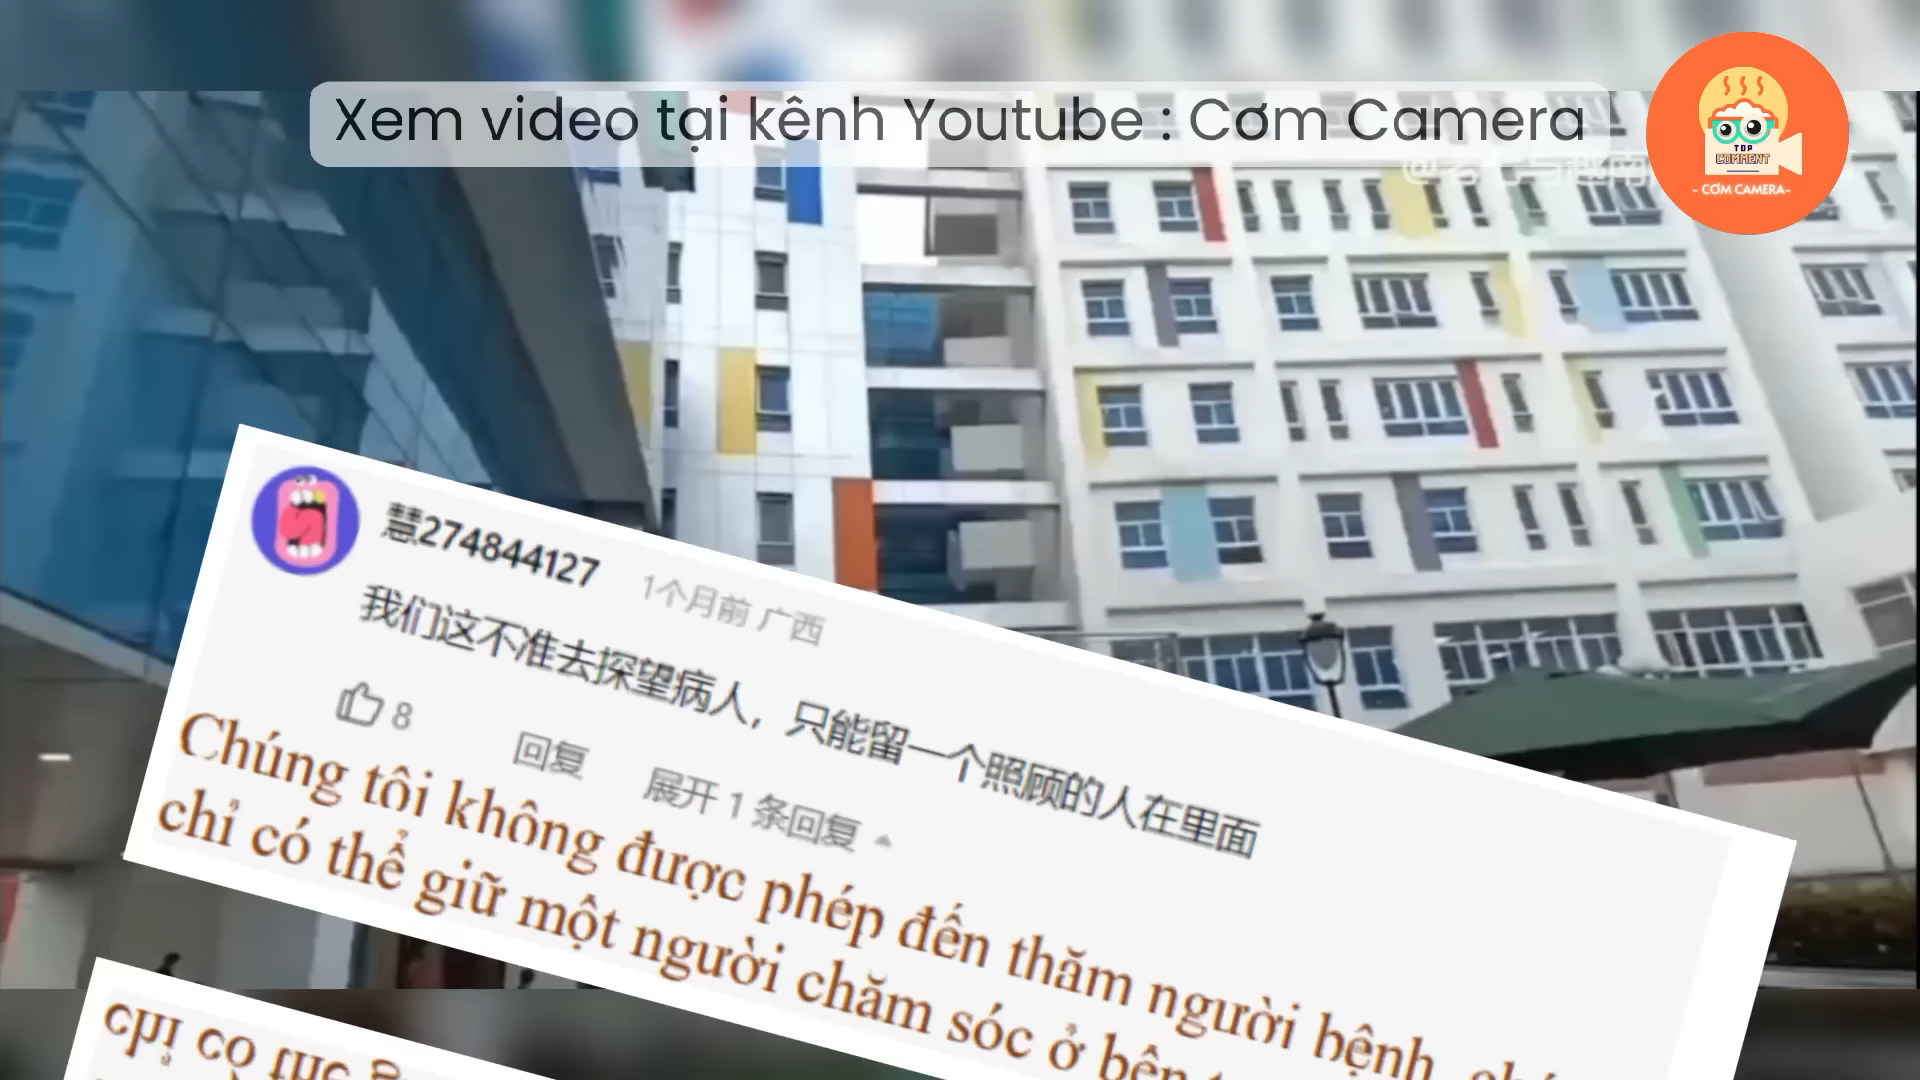 Xem video tại kênh Youtube : Cơm Camera
TOP
COMMENT
- CƠM CAMERA-
慧274844127 1个月前 广西
我们这不准去探望病人，只能留一个照顾的人在里面
8 回复 展开 1 条回复
Chúng tôi không được phép đến thăm người bệnh,
chỉ có thể giữ một người chăm sóc ở bên